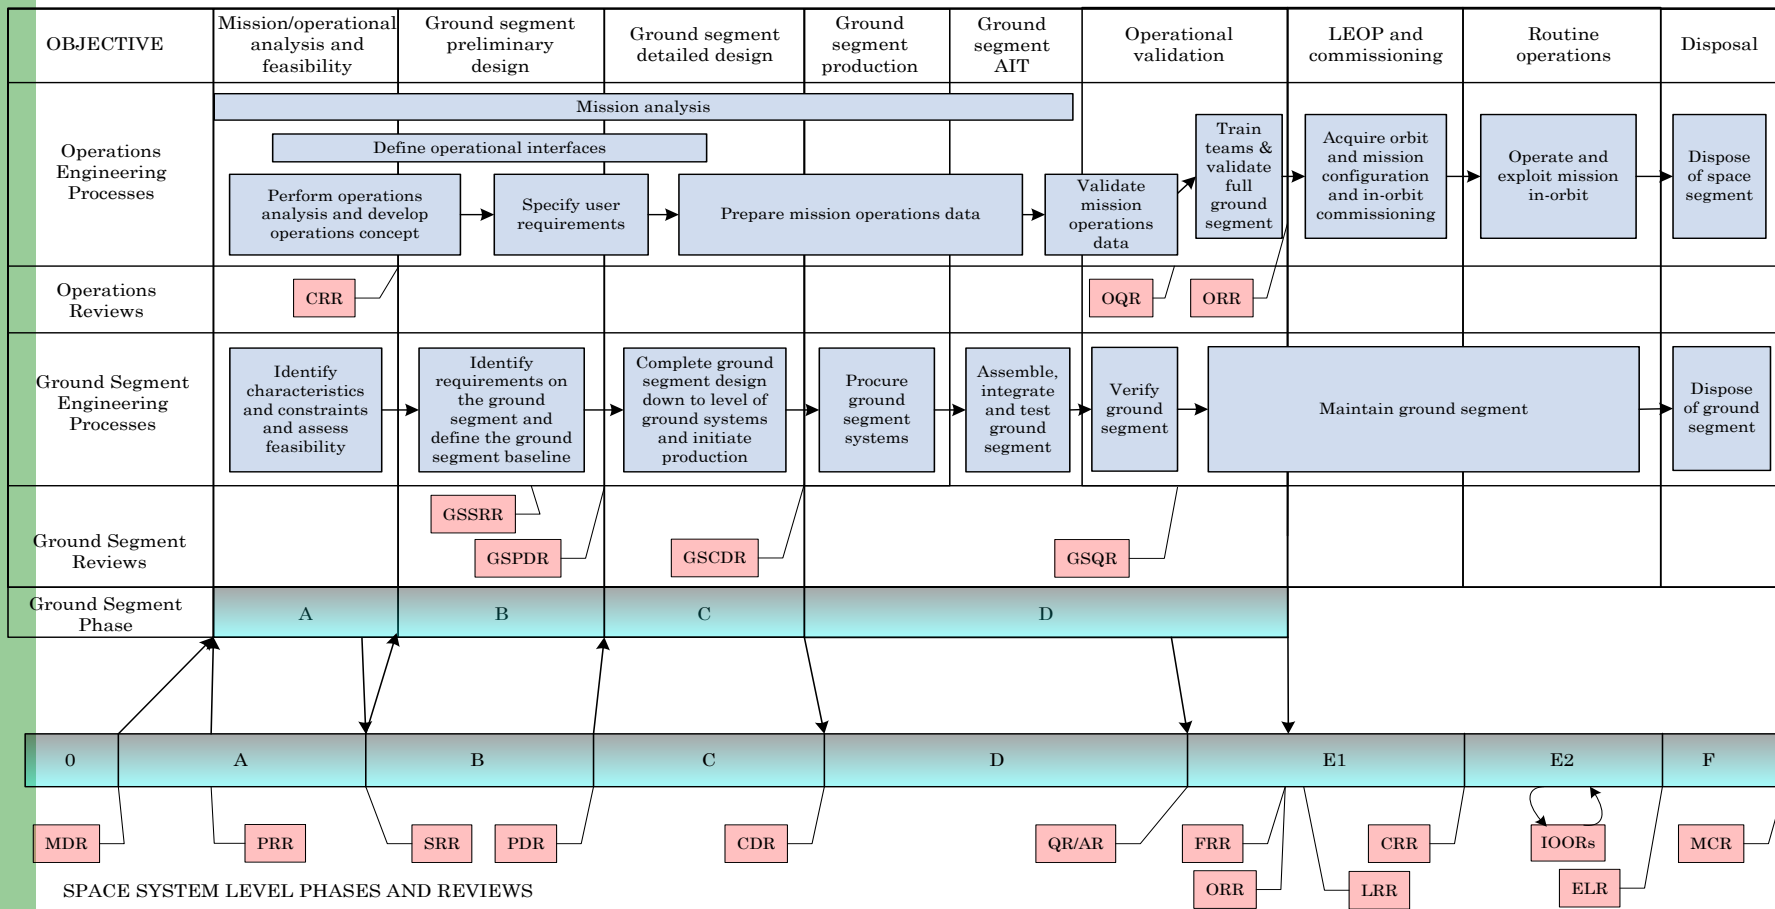 OBJECTIVE
Mission/operational
analysis and
feasibility
Ground segment
preliminary
design
Ground segment
detailed design
Ground
segment
production
Ground
segment
AIT
Operational
validation
LEOP and
commissioning
Routine
operations
Disposal
Operations
Engineering
Processes
Mission analysis
Define operational interfaces
Perform operations
analysis and develop
operations concept
Specify user
requirements
Prepare mission operations data
Validate
mission
operations
data
Train
teams &
validate
full
ground
segment
Acquire orbit
and mission
configuration
and in-orbit
commissioning
Operate and
exploit mission
in-orbit
Dispose
of space
segment
Operations
Reviews
CRR
OQR
ORR
Ground Segment
Engineering
Processes
Identify
characteristics
and constraints
and assess
feasibility
Identify
requirements on
the ground
segment and
define the ground
segment baseline
Complete ground
segment design
down to level of
ground systems
and initiate
production
Procure
ground
segment
systems
Assemble,
integrate
and test
ground
segment
Verify
ground
segment
Maintain ground segment
Dispose
of ground
segment
Ground Segment
Reviews
GSSRR
GSPDR
GSCDR
GSQR
Ground Segment
Phase
A
B
C
D
0
A
B
C
D
E1
E2
F
MDR
PRR
SRR
PDR
CDR
QR/AR
FRR
CRR
IOORs
MCR
ORR
LRR
ELR
SPACE SYSTEM LEVEL PHASES AND REVIEWS